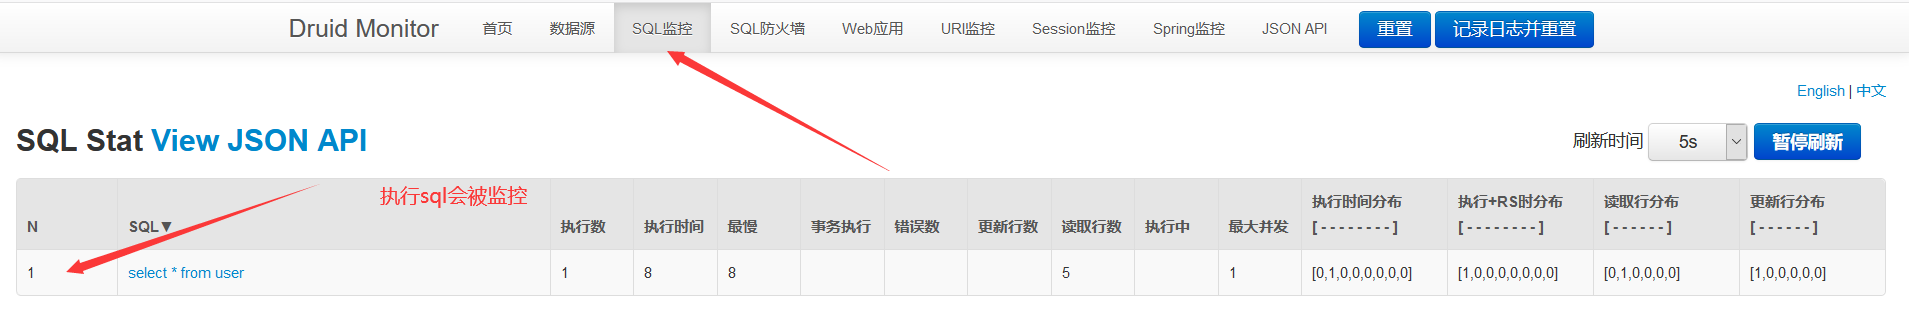 Druid Monitor 首页 数据源 SQL监控 SQL防火墙 Web应用 URI监控 Session监控 Spring监控 JSON API 重置 记录日志并重置
English | 中文
SQL Stat View JSON API 刷新时间 5s 暂停刷新
执行sql会被监控
N SQL▼ 执行数 执行时间 最慢 事务执行 错误数 更新行数 读取行数 执行中 最大并发 执行时间分布 [ - - - - - - - - ] 执行+RS时分布 [ - - - - - - - - ] 读取行分布 [ - - - - - - ] 更新行分布 [ - - - - - - ]
1 select * from user 1 8 8 5 1 [0,1,0,0,0,0,0,0] [1,0,0,0,0,0,0,0] [0,1,0,0,0,0] [1,0,0,0,0,0]